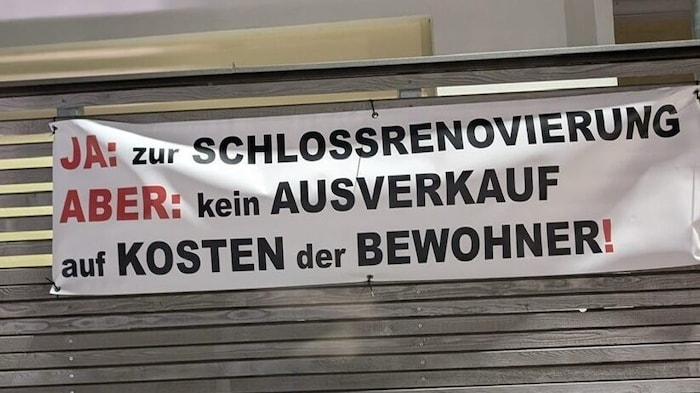 JA: zur SCHLOSSRENOVIERUNG
ABER: kein AUSVERKAUF
auf KOSTEN der BEWOHNER!